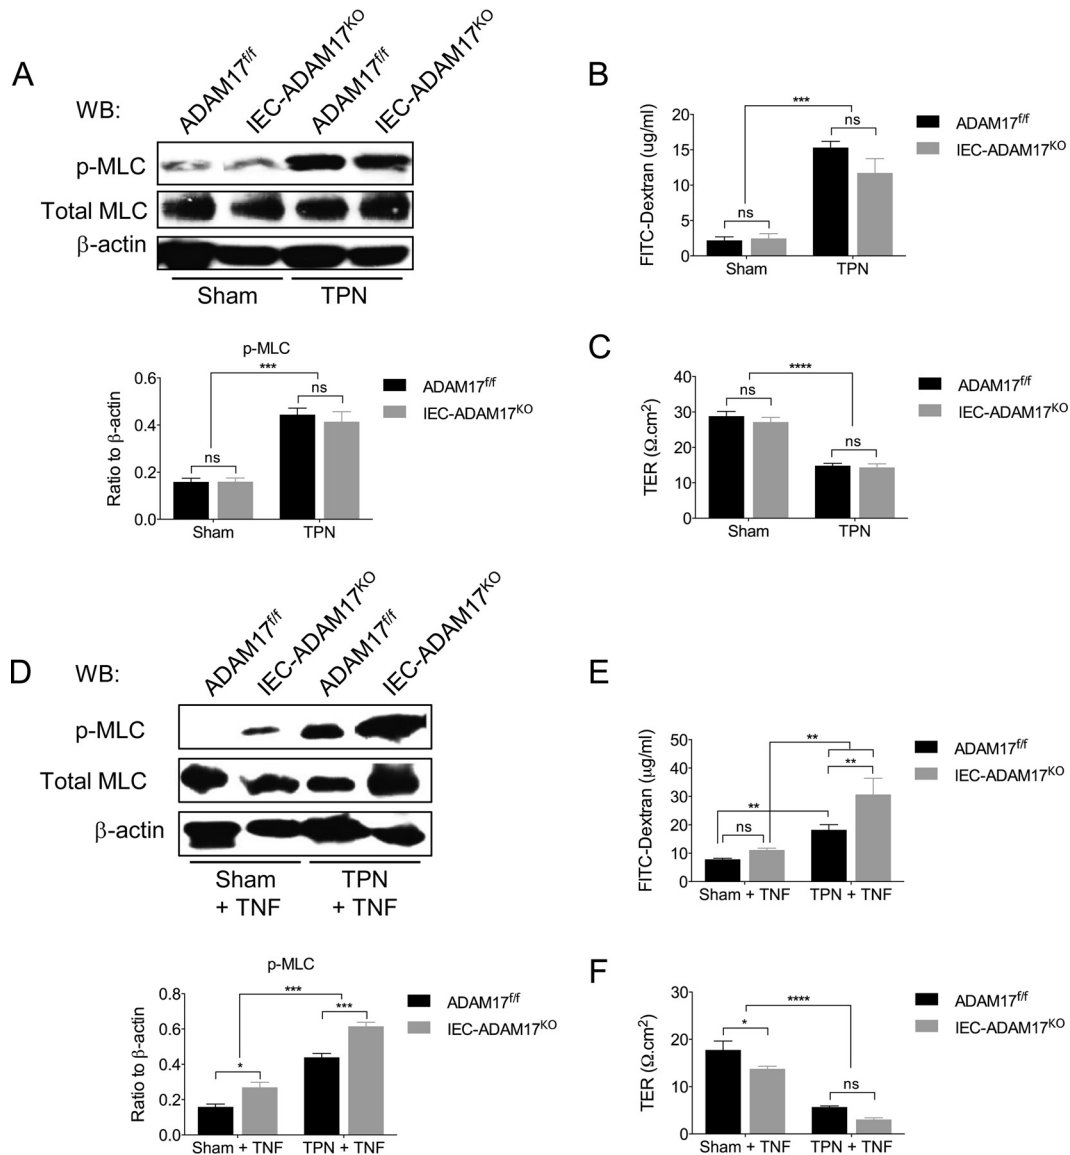 A
WB:
ADAM17f/f
IEC-ADAM17KO
ADAM17f/f
IEC-ADAM17KO
p-MLC
Total MLC
β-actin
Sham
TPN
p-MLC
***
ns
ns
Ratio to β-actin
0.6
0.4
0.2
0.0
Sham
TPN
ADAM17f/f
IEC-ADAM17KO
B
***
ns
ns
FITC-Dextran (ug/ml)
20
15
10
5
0
Sham
TPN
ADAM17f/f
IEC-ADAM17KO
C
****
ns
ns
TER (Ω.cm2)
40
30
20
10
0
Sham
TPN
ADAM17f/f
IEC-ADAM17KO
D
WB:
ADAM17f/f
IEC-ADAM17KO
ADAM17f/f
IEC-ADAM17KO
p-MLC
Total MLC
β-actin
Sham
+ TNF
TPN
+ TNF
p-MLC
***
***
*
Ratio to β-actin
0.8
0.6
0.4
0.2
0.0
Sham + TNF
TPN + TNF
ADAM17f/f
IEC-ADAM17KO
E
**
**
**
ns
FITC-Dextran (μg/ml)
50
40
30
20
10
0
Sham + TNF
TPN + TNF
ADAM17f/f
IEC-ADAM17KO
F
****
*
ns
TER (Ω.cm2)
30
20
10
0
Sham + TNF
TPN + TNF
ADAM17f/f
IEC-ADAM17KO